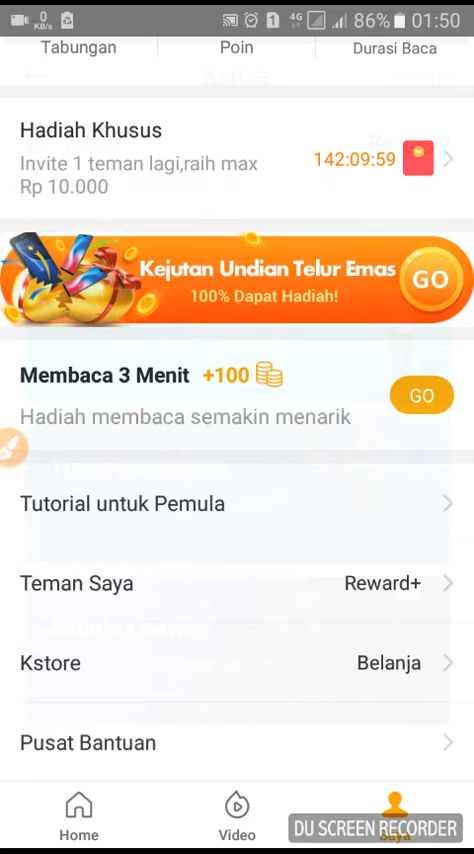 0
KB/s
1
4G
86%
01:50
Tabungan
Poin
Durasi Baca
Hadiah Khusus
Invite 1 teman lagi,raih max
Rp 10.000
142:09:59
Kejutan Undian Telur Emas
100% Dapat Hadiah!
GO
Membaca 3 Menit +100
Hadiah membaca semakin menarik
GO
Tutorial untuk Pemula
Teman Saya
Reward+
Kstore
Belanja
Pusat Bantuan
Home
Video
Saya
DU SCREEN RECORDER